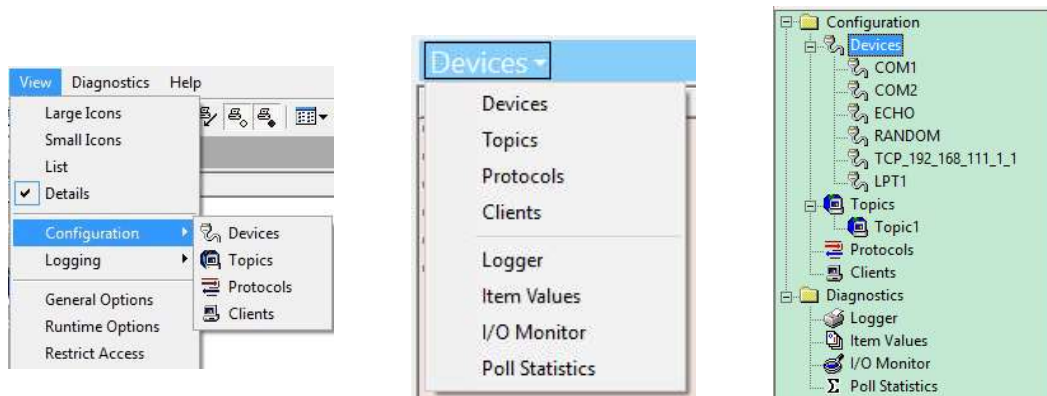 View Diagnostics Help
Large Icons
Small Icons
List
Details
Configuration
Logging
General Options
Runtime Options
Restrict Access
Devices
Topics
Protocols
Clients
Devices
Devices
Topics
Protocols
Clients
Logger
Item Values
I/O Monitor
Poll Statistics
Configuration
Devices
COM1
COM2
ECHO
RANDOM
TCP_192_168_111_1_1
LPT1
Topics
Topic1
Protocols
Clients
Diagnostics
Logger
Item Values
I/O Monitor
Σ Poll Statistics